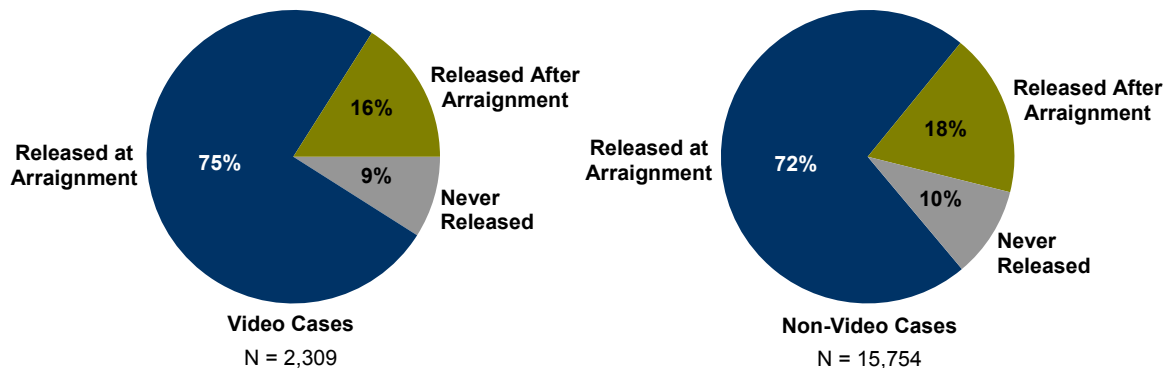 Released After
Arraignment
16%
Released at
Arraignment
75%
9%
Never
Released
Video Cases
N = 2,309
Released After
Arraignment
18%
Released at
Arraignment
72%
10%
Never
Released
Non-Video Cases
N = 15,754